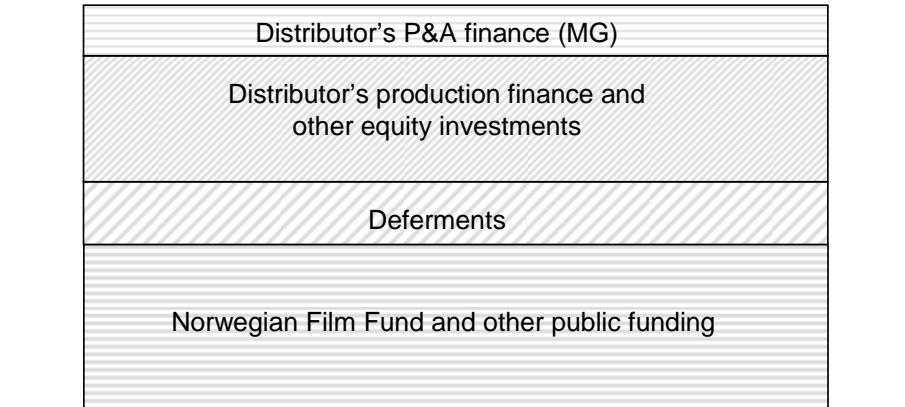 Distributor’s P&A finance (MG)
Distributor’s production finance and
other equity investments
Deferments
Norwegian Film Fund and other public funding